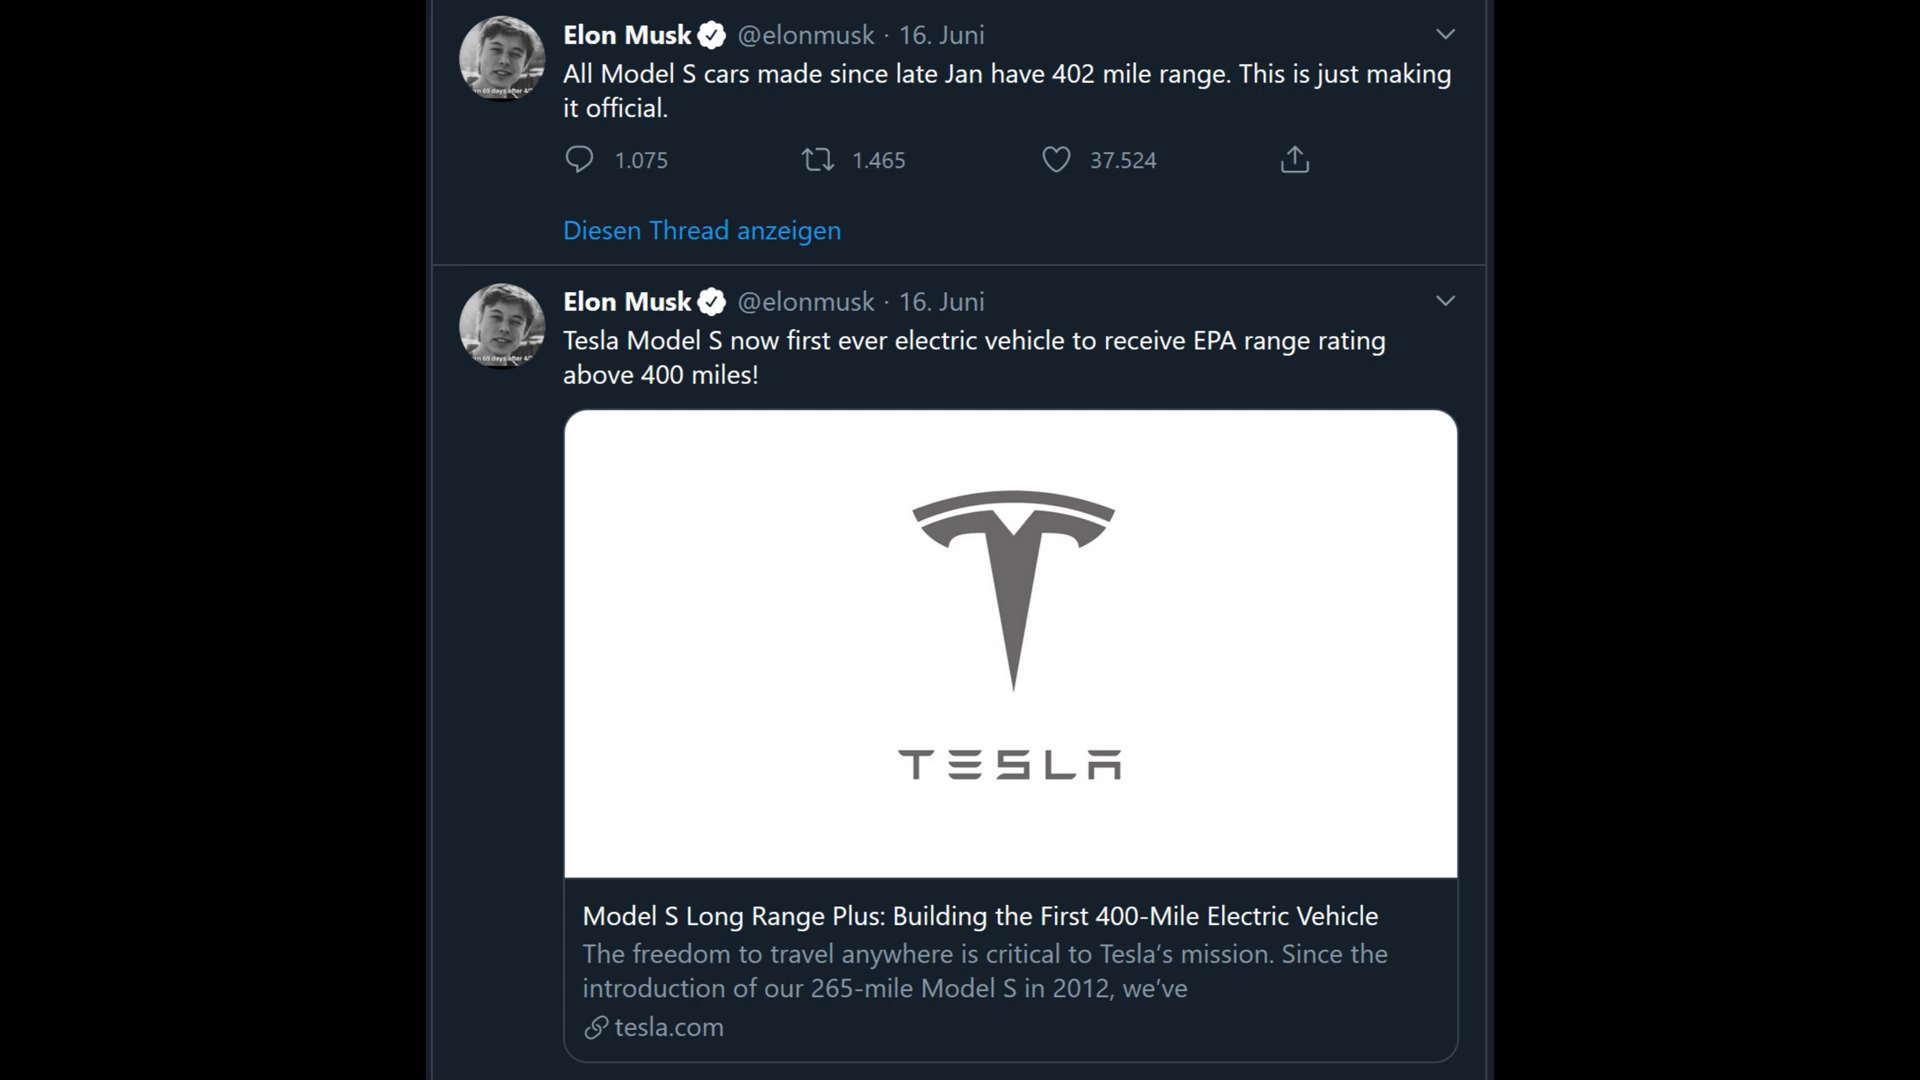 Elon Musk @elonmusk · 16. Juni
All Model S cars made since late Jan have 402 mile range. This is just making
it official.
1.075 1.465 37.524
Diesen Thread anzeigen
Elon Musk @elonmusk · 16. Juni
Tesla Model S now first ever electric vehicle to receive EPA range rating
above 400 miles!
TESLA
Model S Long Range Plus: Building the First 400-Mile Electric Vehicle
The freedom to travel anywhere is critical to Tesla’s mission. Since the
introduction of our 265-mile Model S in 2012, we’ve
tesla.com